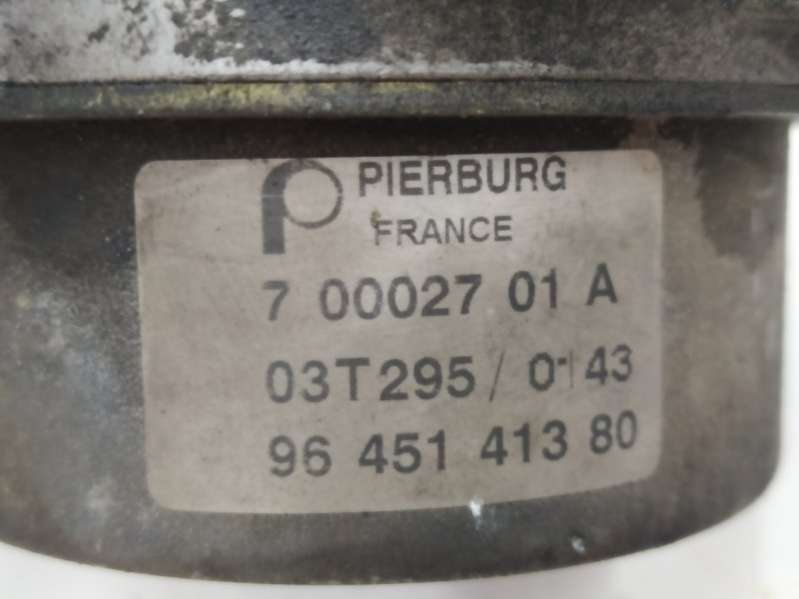 PIERBURG
FRANCE
7 00027 01 A
03T295 / 0143
96 451 413 80